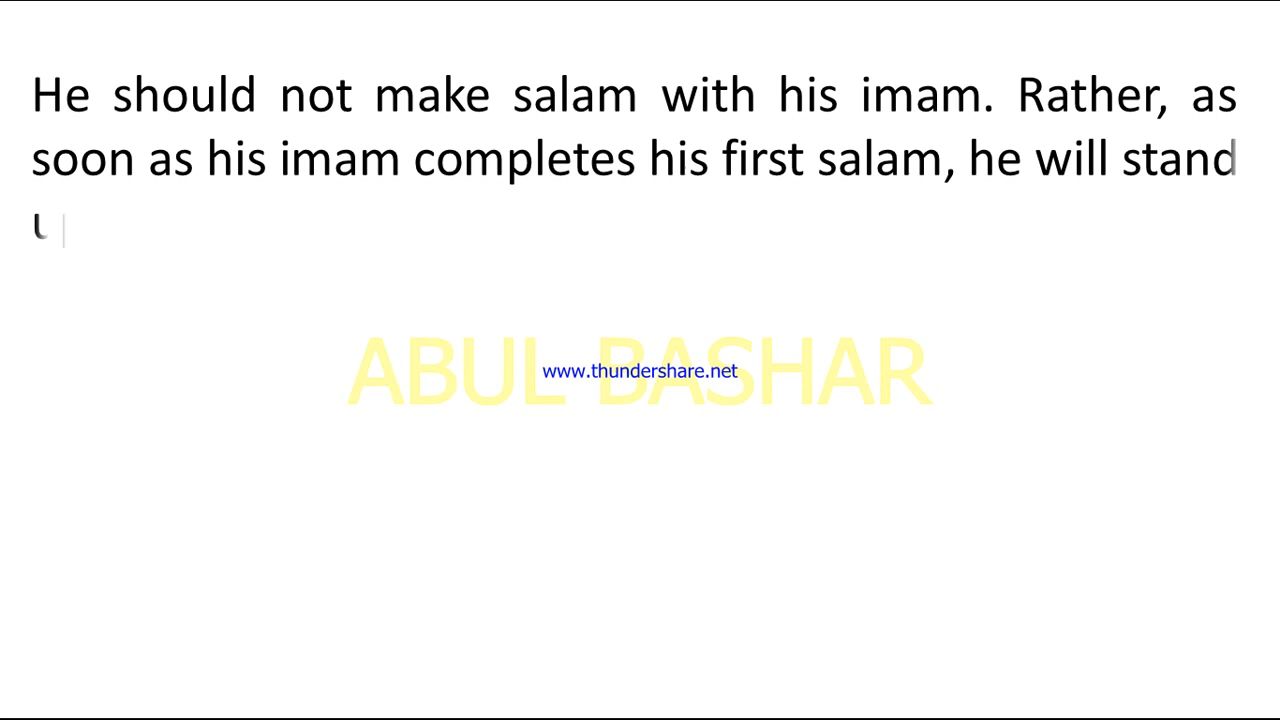 He should not make salam with his imam. Rather, as
soon as his imam completes his first salam, he will stand
ABUL BASHAR
www.thundershare.net